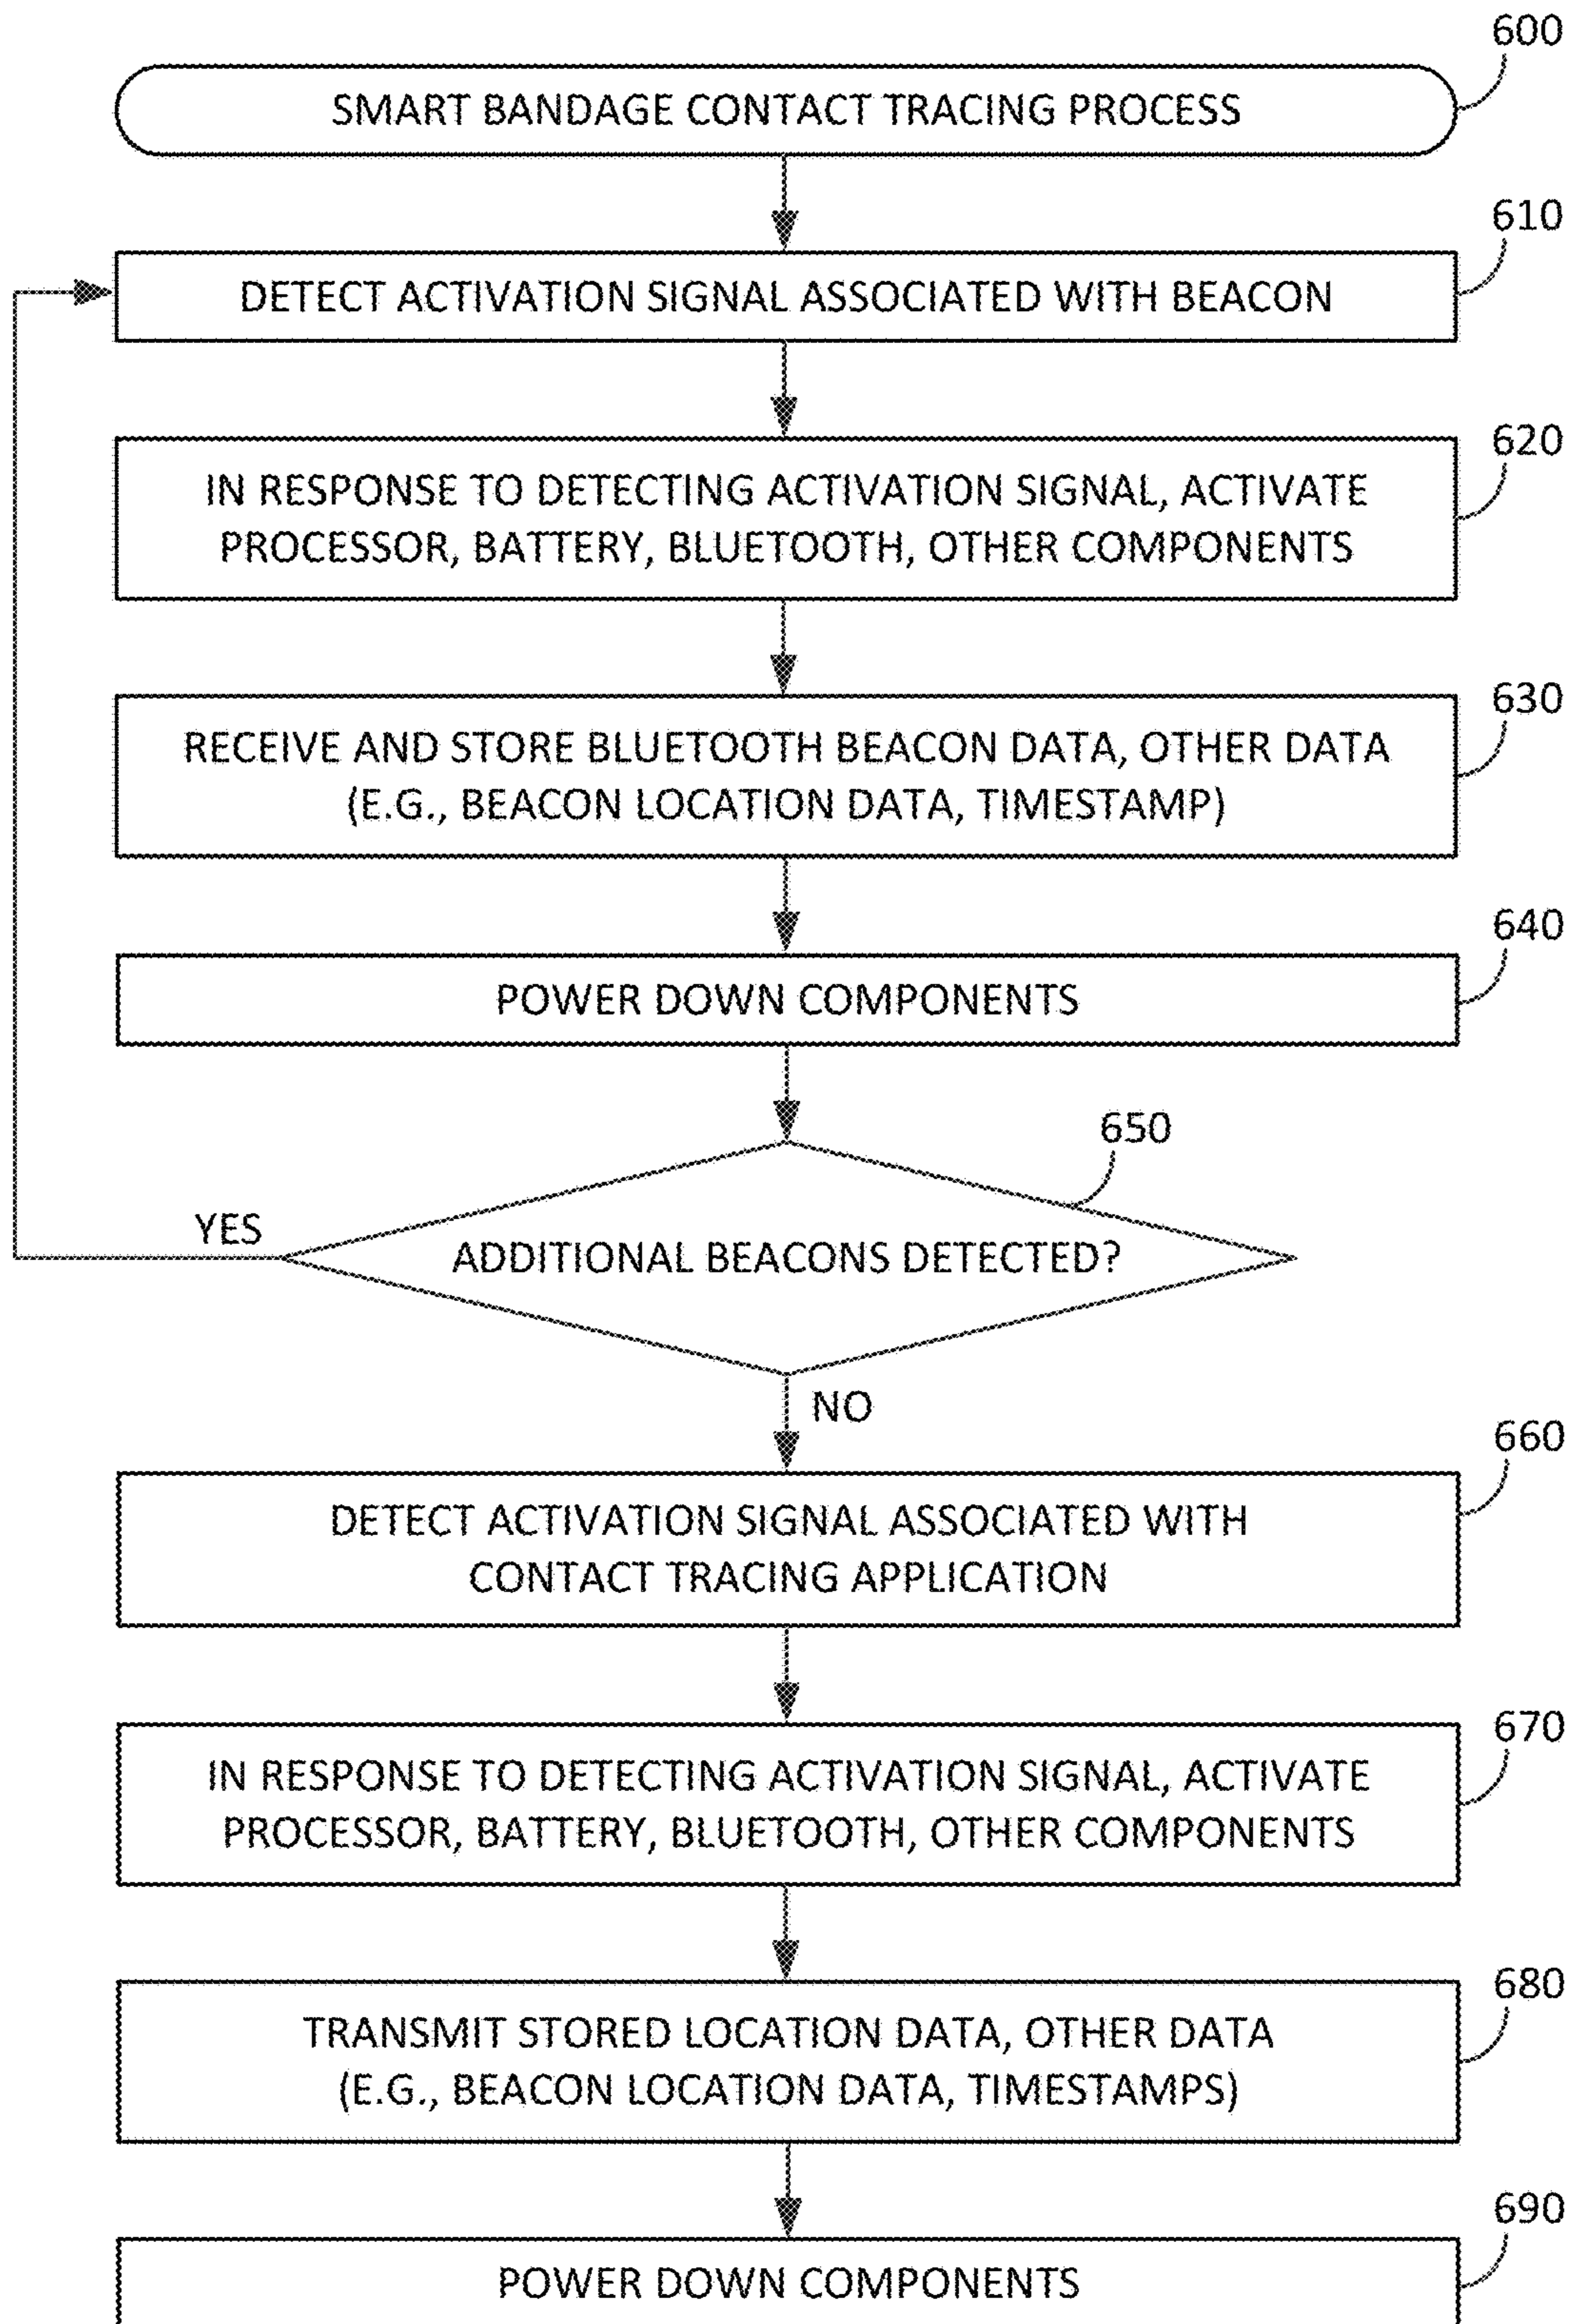 600
SMART BANDAGE CONTACT TRACING PROCESS
610
DETECT ACTIVATION SIGNAL ASSOCIATED WITH BEACON
620
IN RESPONSE TO DETECTING ACTIVATION SIGNAL, ACTIVATE
PROCESSOR, BATTERY, BLUETOOTH, OTHER COMPONENTS
630
RECEIVE AND STORE BLUETOOTH BEACON DATA, OTHER DATA
(E.G., BEACON LOCATION DATA, TIMESTAMP)
640
POWER DOWN COMPONENTS
650
YES
ADDITIONAL BEACONS DETECTED?
NO
660
DETECT ACTIVATION SIGNAL ASSOCIATED WITH
CONTACT TRACING APPLICATION
670
IN RESPONSE TO DETECTING ACTIVATION SIGNAL, ACTIVATE
PROCESSOR, BATTERY, BLUETOOTH, OTHER COMPONENTS
680
TRANSMIT STORED LOCATION DATA, OTHER DATA
(E.G., BEACON LOCATION DATA, TIMESTAMPS)
690
POWER DOWN COMPONENTS